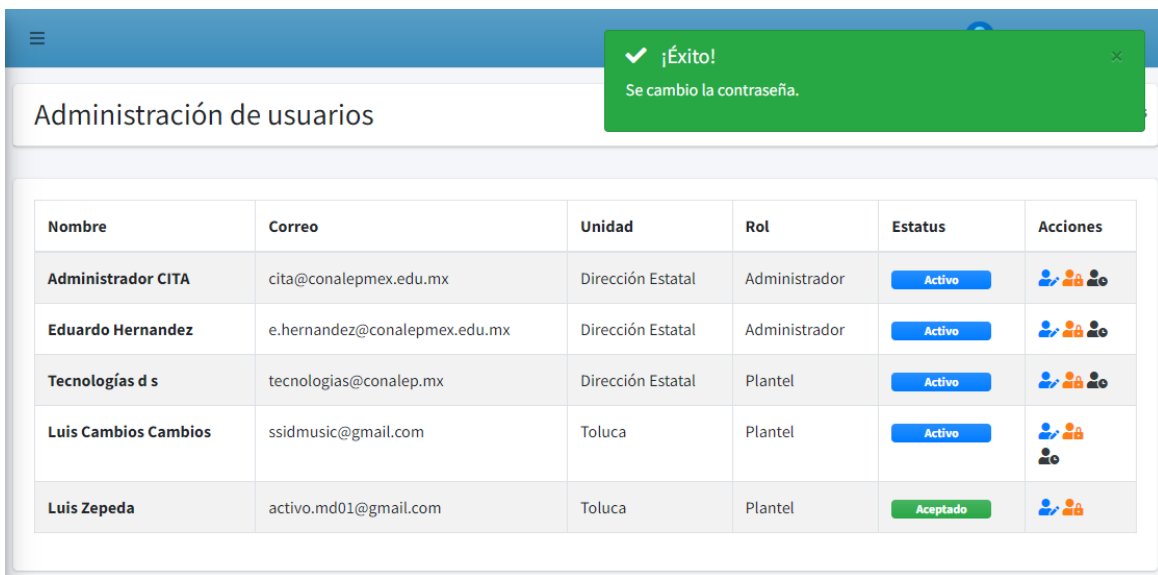 ¡Éxito!
×
Se cambio la contraseña.
Administración de usuarios
Nombre Correo Unidad Rol Estatus Acciones
Administrador CITA cita@conalepmex.edu.mx Dirección Estatal Administrador Activo
Eduardo Hernandez e.hernandez@conalepmex.edu.mx Dirección Estatal Administrador Activo
Tecnologías d s tecnologias@conalep.mx Dirección Estatal Plantel Activo
Luis Cambios Cambios ssidmusic@gmail.com Toluca Plantel Activo
Luis Zepeda activo.md01@gmail.com Toluca Plantel Aceptado